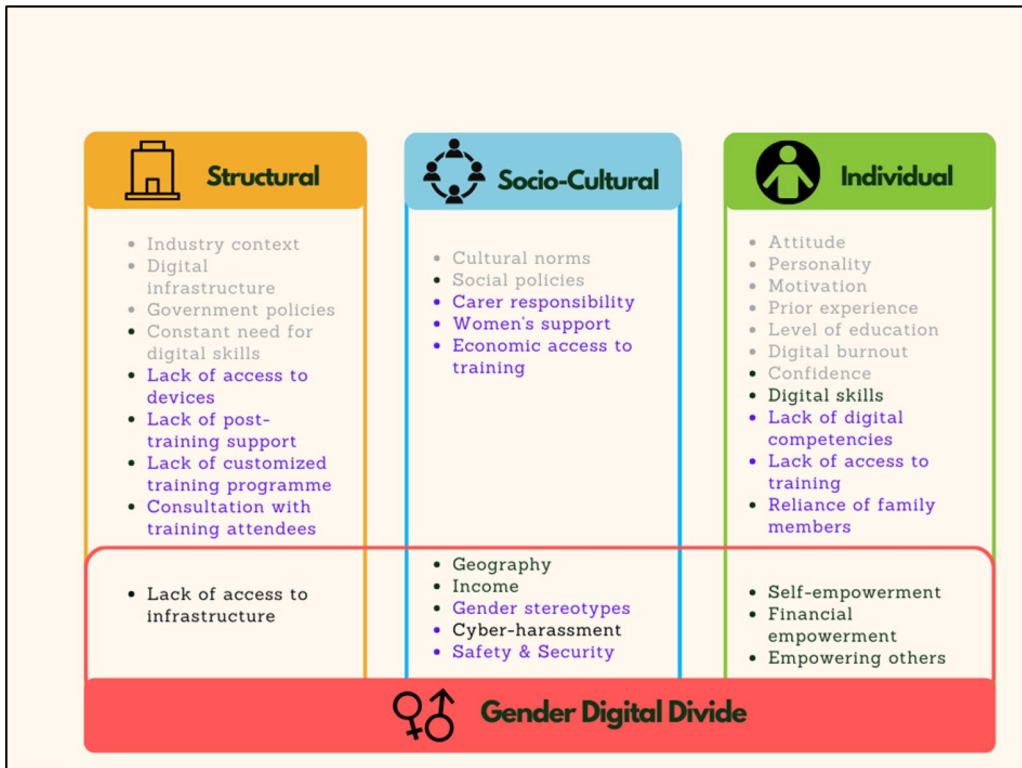 Structural
Industry context
Digital
infrastructure
Government policies
Constant need for
digital skills
Lack of access to
devices
Lack of post-
training support
Lack of customized
training programme
Consultation with
training attendees
Lack of access to
infrastructure
Socio-Cultural
Cultural norms
Social policies
Carer responsibility
Women's support
Economic access to
training
Geography
Income
Gender stereotypes
Cyber-harassment
Safety & Security
Individual
Attitude
Personality
Motivation
Prior experience
Level of education
Digital burnout
Confidence
Digital skills
Lack of digital
competencies
Lack of access to
training
Reliance of family
members
Self-empowerment
Financial
empowerment
Empowering others
Gender Digital Divide